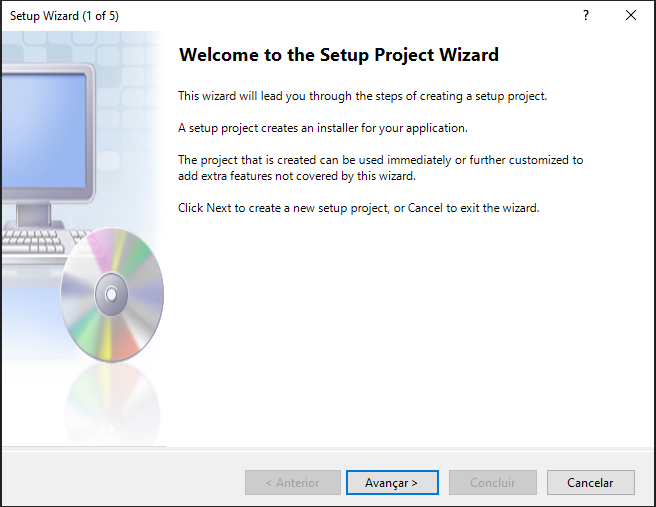 Setup Wizard (1 of 5)
?
Welcome to the Setup Project Wizard
This wizard will lead you through the steps of creating a setup project.
A setup project creates an installer for your application.
The project that is created can be used immediately or further customized to
add extra features not covered by this wizard.
Click Next to create a new setup project, or Cancel to exit the wizard.
< Anterior
Avançar >
Concluir
Cancelar